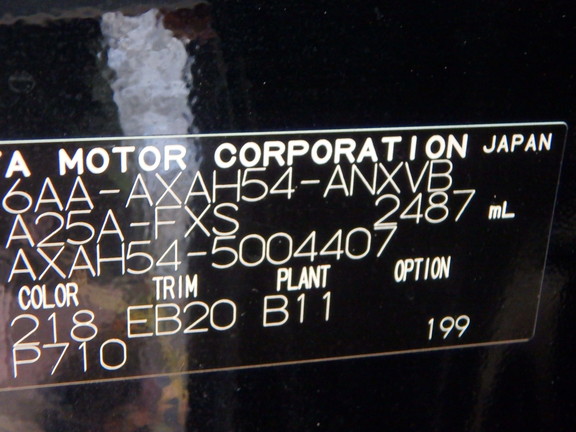 TA MOTOR CORPORATION JAPAN
6AA-AXAH54-ANXVB
A25A-FXS 2487 mL
AXAH54-5004407
COLOR TRIM PLANT OPTION
218 EB20 B11
P710 199